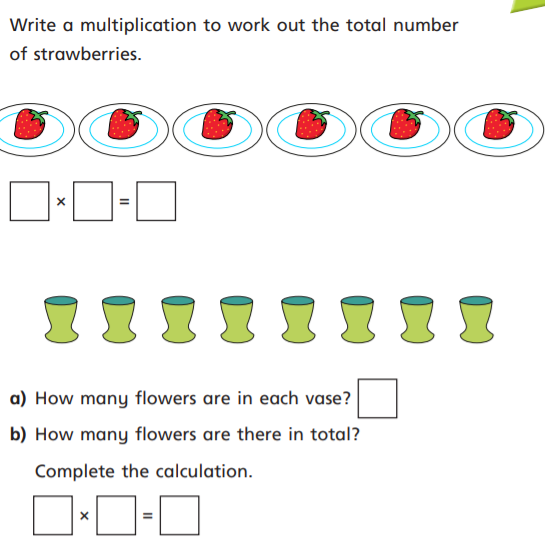 Write a multiplication to work out the total number
of strawberries.
× =
a) How many flowers are in each vase?
b) How many flowers are there in total?
Complete the calculation.
× =